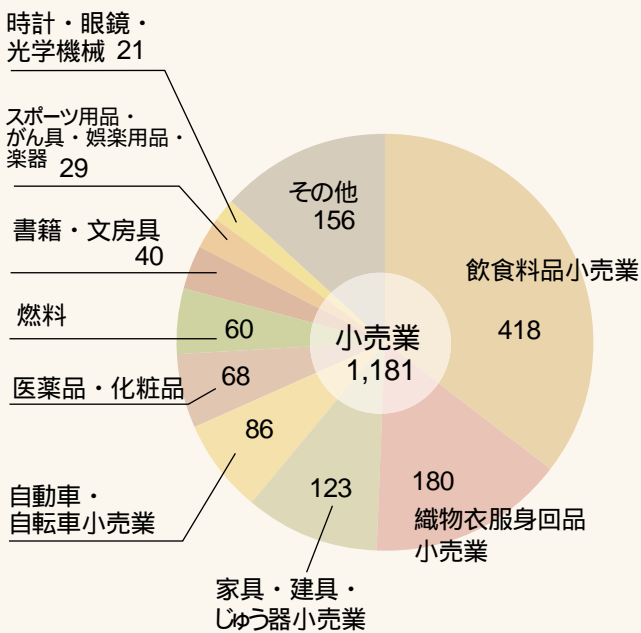 時計・眼鏡・
光学機械 21
スポーツ用品・
がん具・娯楽用品・
楽器 29
書籍・文房具
40
燃料
60
医薬品・化粧品
68
自動車・
自転車小売業
86
家具・建具・
じゅう器小売業
123
織物衣服身回品
小売業
180
飲食料品小売業
418
その他
156
小売業
1,181